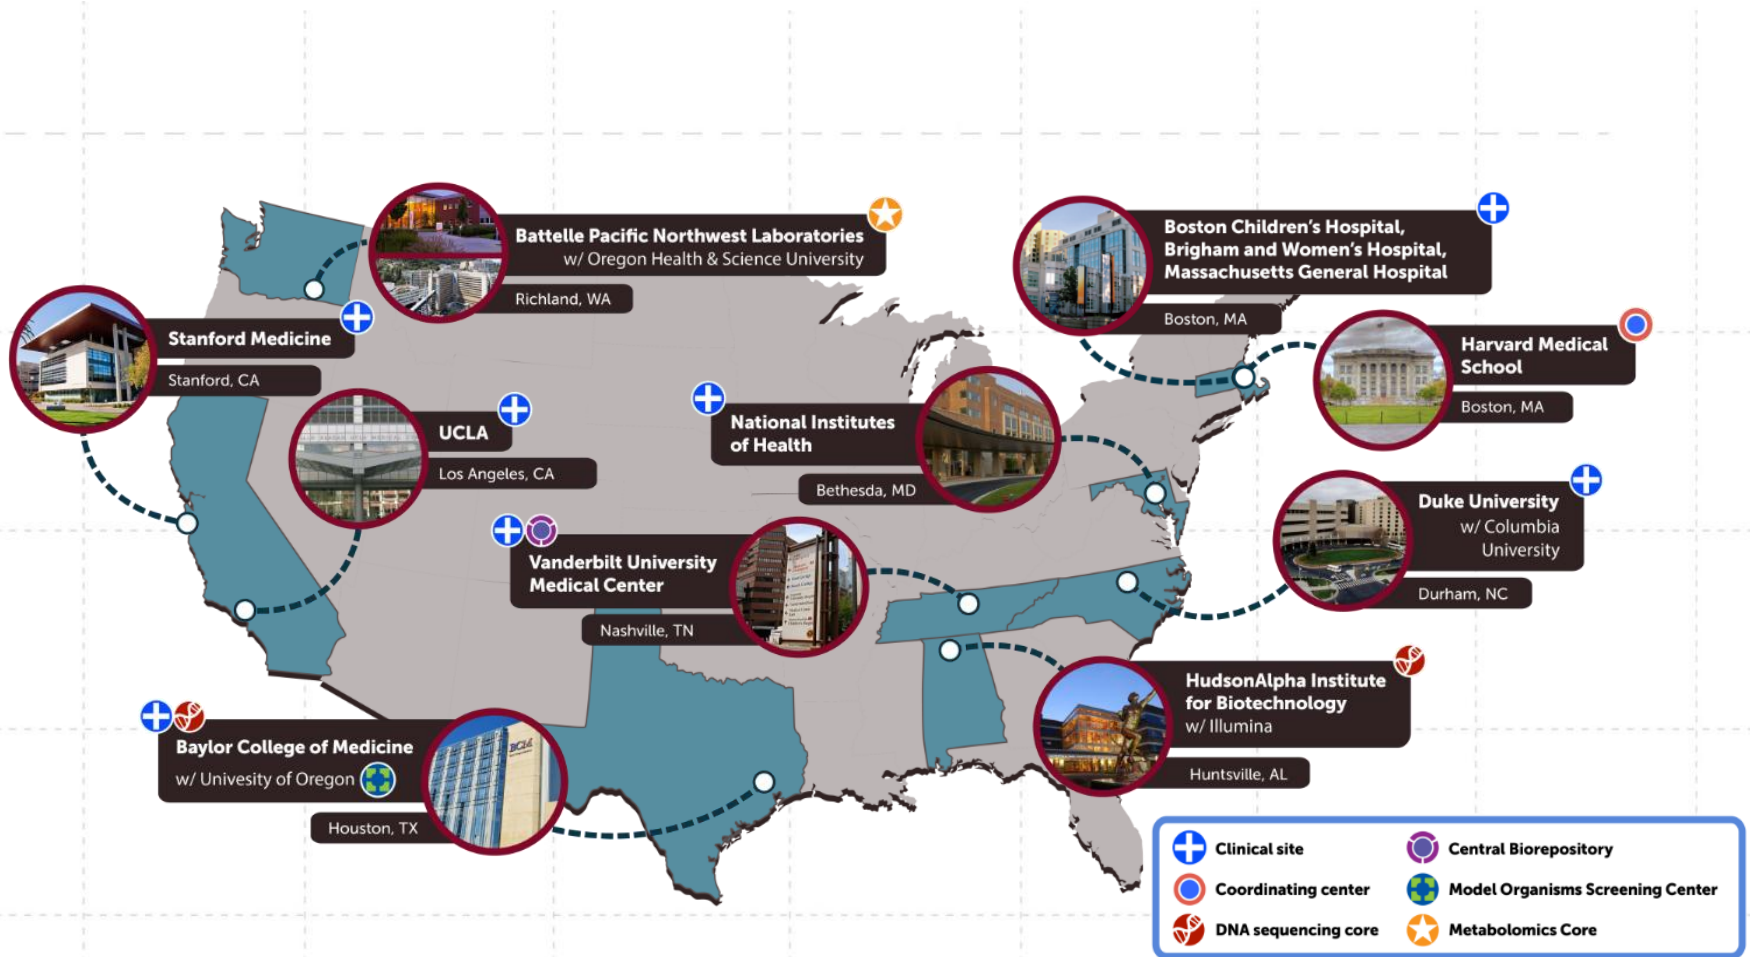 Battelle Pacific Northwest Laboratories
w/ Oregon Health & Science University
Richland, WA
Boston Children's Hospital,
Brigham and Women's Hospital,
Massachusetts General Hospital
Boston, MA
Stanford Medicine
Stanford, CA
Harvard Medical
School
Boston, MA
UCLA
Los Angeles, CA
National Institutes
of Health
Bethesda, MD
Duke University
w/ Columbia
University
Durham, NC
Vanderbilt University
Medical Center
Nashville, TN
HudsonAlpha Institute
for Biotechnology
w/ Illumina
Huntsville, AL
Baylor College of Medicine
w/ Univesity of Oregon
Houston, TX
BCM
Clinical site
Coordinating center
DNA sequencing core
Central Biorepository
Model Organisms Screening Center
Metabolomics Core